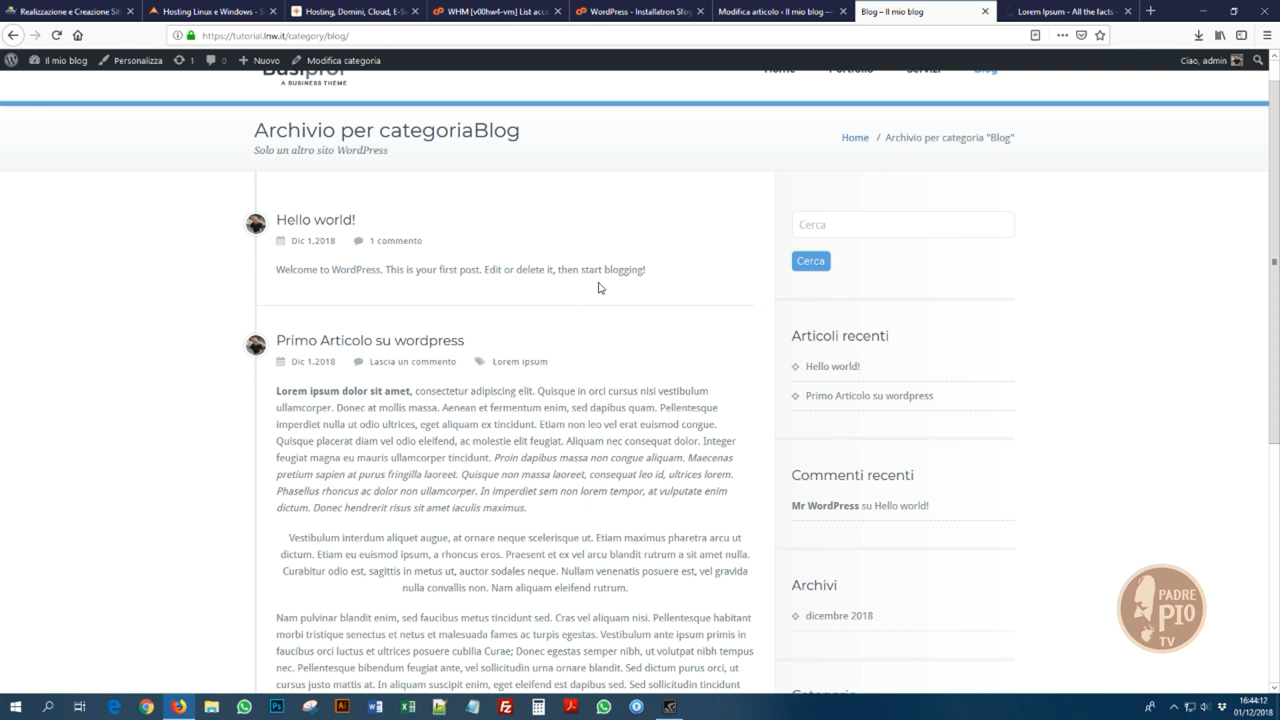 Realizzazione e Creazione Sit
Hosting Linux e Windows - S
Hosting, Domini, Cloud, E-S
WHM [v00hw4-vm] List acco
WordPress - Installatron
Modifica articolo ‹ Il mio blog —
Blog – Il mio blog
Lorem Ipsum - All the facts -
https://tutorial.lnw.it/category/blog/
Il mio blog Personalizza 1 0 Nuovo Modifica categoria Ciao, admin
Busiprof
A BUSINESS THEME
Home Portfolio Servizi Blog
Archivio per categoriaBlog
Solo un altro sito WordPress
Home / Archivio per categoria "Blog"
Hello world!
Dic 1,2018 1 commento
Welcome to WordPress. This is your first post. Edit or delete it, then start blogging!
Primo Articolo su wordpress
Dic 1,2018 Lascia un commento Lorem ipsum
Lorem ipsum dolor sit amet, consectetur adipiscing elit. Quisque in orci cursus nisi vestibulum
ullamcorper. Donec at mollis massa. Aenean et fermentum enim, sed dapibus quam. Pellentesque
imperdiet nulla ut odio ultrices, eget aliquam ex tincidunt. Etiam non leo vel erat euismod congue.
Quisque placerat diam vel odio eleifend, ac molestie elit feugiat. Aliquam nec consequat dolor. Integer
feugiat magna eu mauris ullamcorper tincidunt. Proin dapibus massa non congue aliquam. Maecenas
pretium sapien at purus fringilla laoreet. Quisque non massa laoreet, consequat leo id, ultrices lorem.
Phasellus rhoncus ac dolor non ullamcorper. In imperdiet sem non lorem tempor, at vulputate enim
dictum. Donec hendrerit risus sit amet iaculis maximus.
Vestibulum interdum aliquet augue, at ornare neque scelerisque ut. Etiam maximus pharetra arcu ut
dictum. Etiam eu euismod ipsum, a rhoncus eros. Praesent et ex vel arcu blandit rutrum a sit amet nulla.
Curabitur odio est, sagittis in metus ut, auctor sodales neque. Nullam venenatis posuere est, vel gravida
nulla convallis non. Nam aliquam eleifend rutrum.
Nam pulvinar blandit enim, sed faucibus metus tincidunt sed. Cras vel aliquam eros. Pellentesque habitant
morbi tristique senectus et netus et malesuada fames ac turpis egestas. Vestibulum ante ipsum primis in
faucibus orci luctus et ultrices posuere cubilia Curae; Donec egestas semper nibh, ut volutpat nibh tempus
nec. Pellentesque bibendum feugiat ante, vel sollicitudin urna ornare blandit. Sed dictum purus orci, ut
cursus justo mattis at. In aliquam suscipit enim, eget dapibus est dapibus sed. Sed sollicitudin tincidunt
Cerca
Cerca
Articoli recenti
Hello world!
Primo Articolo su wordpress
Commenti recenti
Mr WordPress su Hello world!
Archivi
dicembre 2018
Categorie
PADRE
PIO
TV
16:44:12
01/12/2018